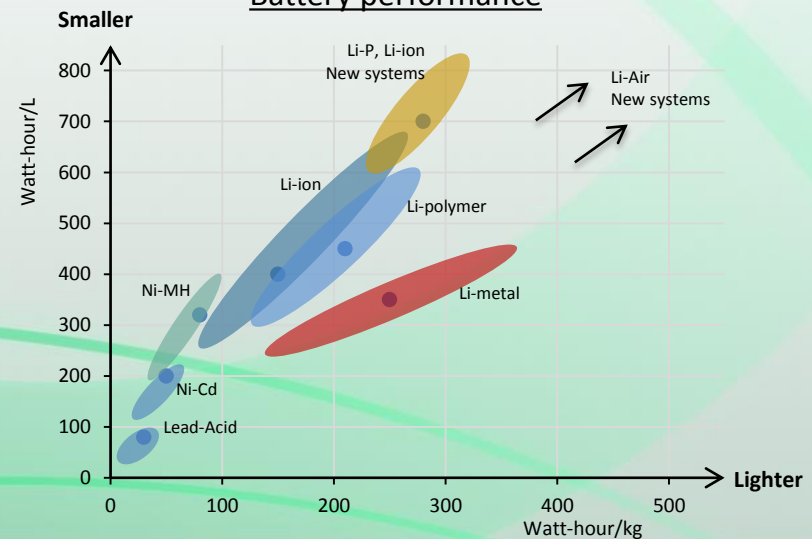 Battery performance
Smaller
Watt-hour/L
800
700
600
500
400
300
200
100
0
Li-P, Li-ion
New systems
Li-Air
New systems
Li-ion
Li-polymer
Ni-MH
Li-metal
Ni-Cd
Lead-Acid
0
100
200
300
400
500
Lighter
Watt-hour/kg